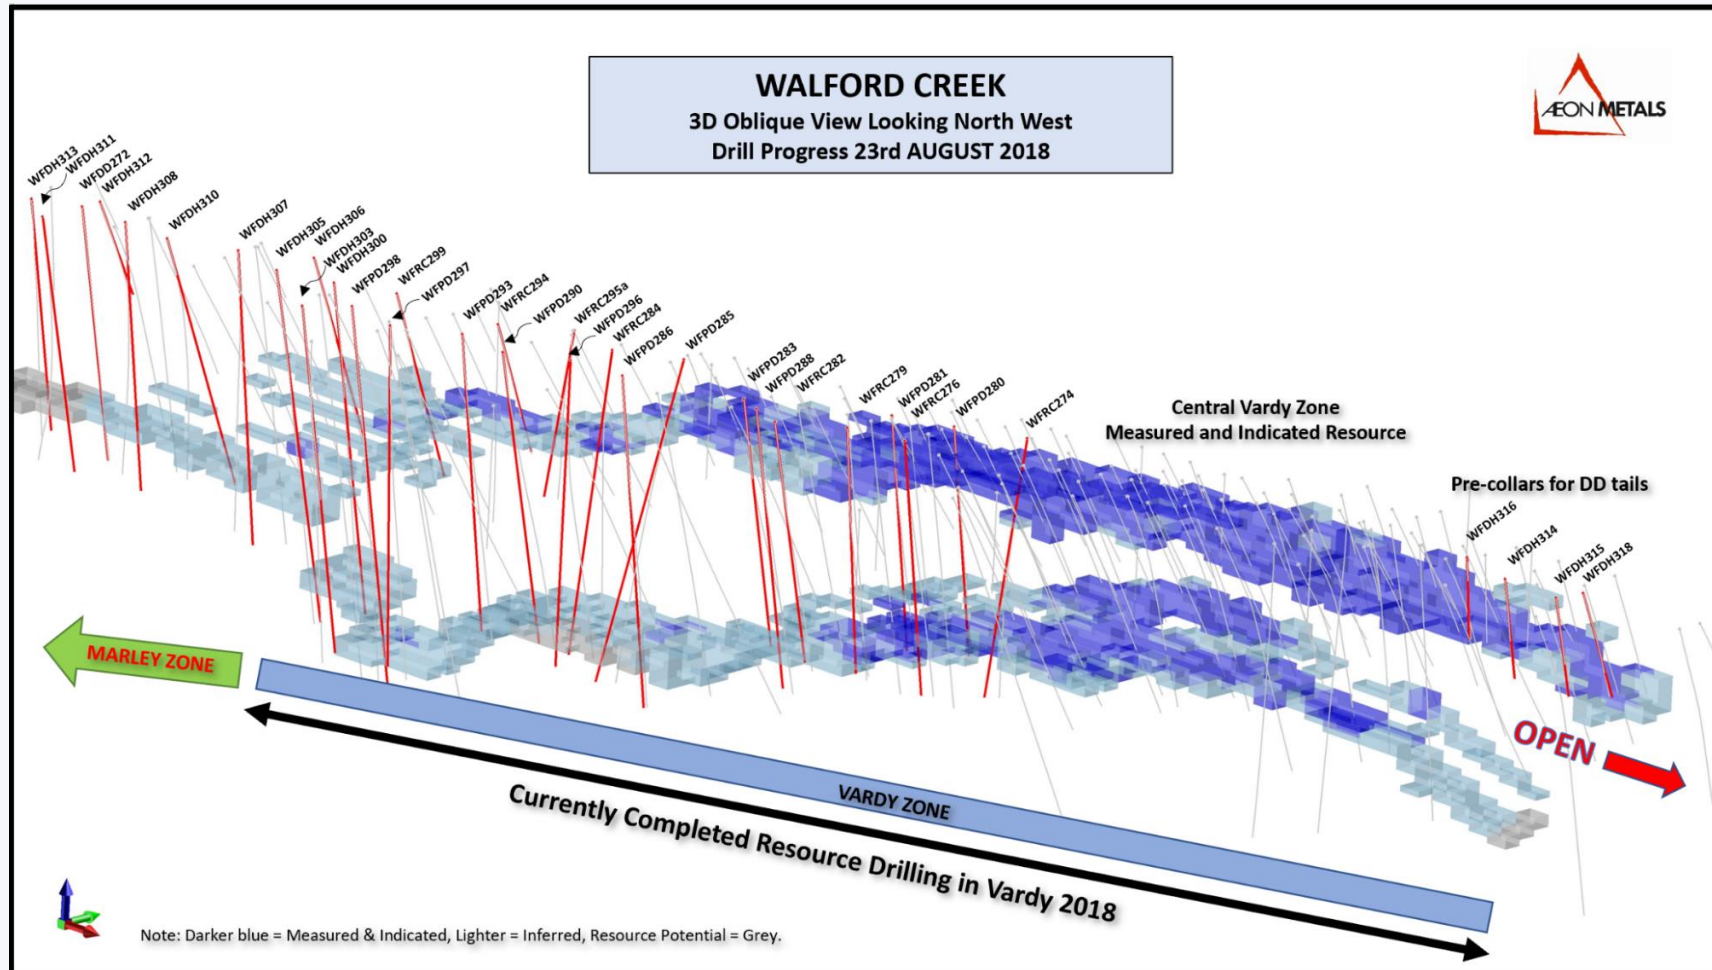 WALFORD CREEK
3D Oblique View Looking North West
Drill Progress 23rd AUGUST 2018
ÆON METALS
WFDH313
WFDH311
WFDD272
WFDH312
WFDH308
WFDH310
WFDH307
WFDH305
WFDH306
WFDH303
WFDH300
WFPD298
WFRC299
WFPD297
WFPD293
WFRC294
WFPD290
WFRC295a
WFPD296
WFRC284
WFPD286
WFPD285
WFPD283
WFPD288
WFRC282
WFRC279
WFPD281
WFRC276
WFPD280
WFRC274
Central Vardy Zone
Measured and Indicated Resource
Pre-collars for DD tails
WFDH316
WFDH314
WFDH315
WFDH318
MARLEY ZONE
OPEN
VARDY ZONE
Currently Completed Resource Drilling in Vardy 2018
Note: Darker blue = Measured & Indicated, Lighter = Inferred, Resource Potential = Grey.